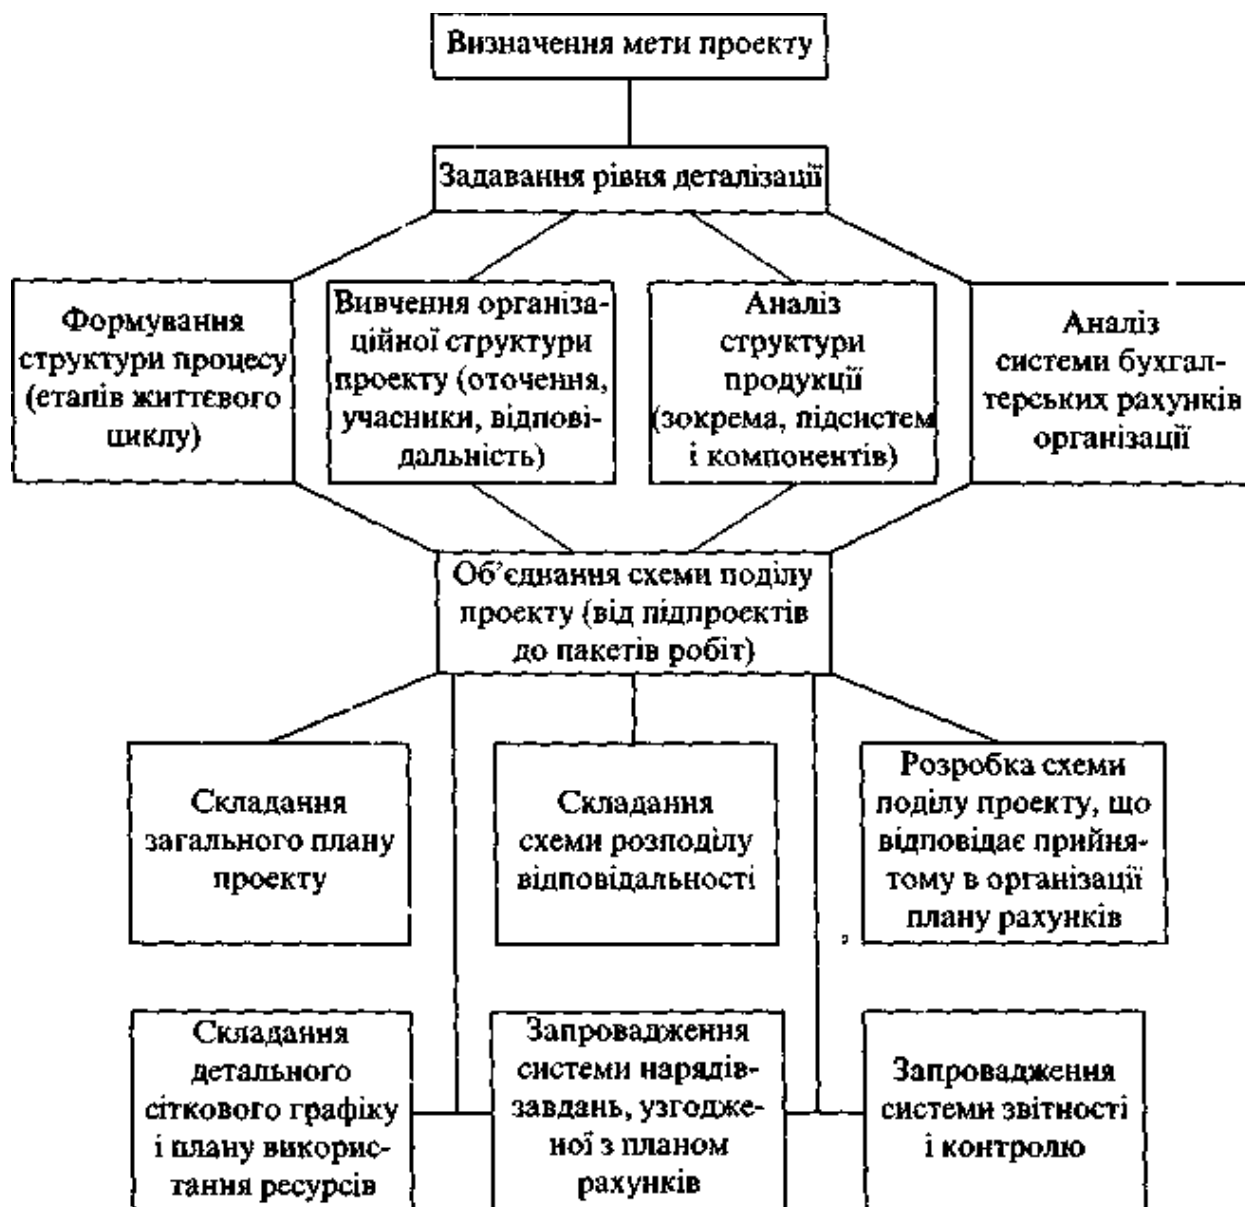 Визначення мети проекту
Задавання рівня деталізації
Формування
структури процесу
(етапів життєвого
циклу)
Вивчення організа-
ційної структури
проекту (оточення,
учасники, відпові-
дальність)
Аналіз
структури
продукції
(зокрема, підсистем
і компонентів)
Аналіз
системи бухгал-
терських рахунків
організації
Об’єднання схеми поділу
проекту (від підпроектів
до пакетів робіт)
Складання
загального плану
проекту
Складання
схеми розподілу
відповідальності
Розробка схеми
поділу проекту, що
відповідає прийня-
тому в організації
плану рахунків
Складання
детального
сіткового графіку
і плану викорис-
тання ресурсів
Запровадження
системи нарядів-
завдань, узгодже-
ної з планом
рахунків
Запровадження
системи звітності
і контролю